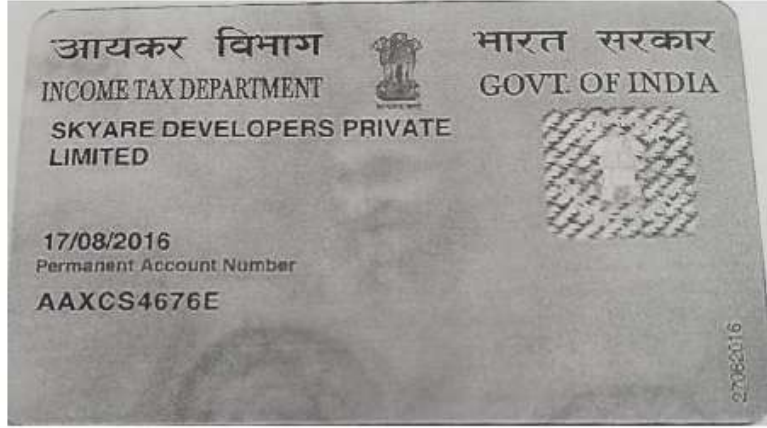 आयकर विभाग
भारत सरकार
INCOME TAX DEPARTMENT
GOVT. OF INDIA
SKYARE DEVELOPERS PRIVATE
LIMITED
17/08/2016
Permanent Account Number
AAXCS4676E
27082016